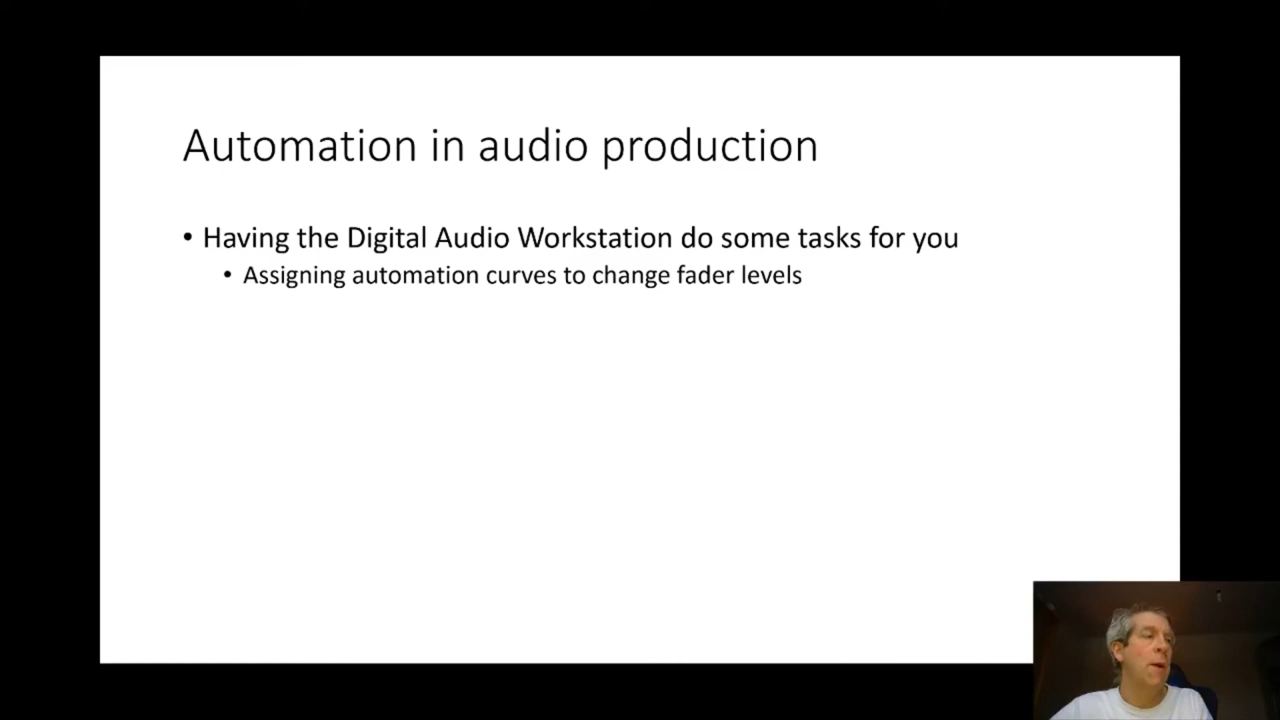 Automation in audio production
• Having the Digital Audio Workstation do some tasks for you
• Assigning automation curves to change fader levels